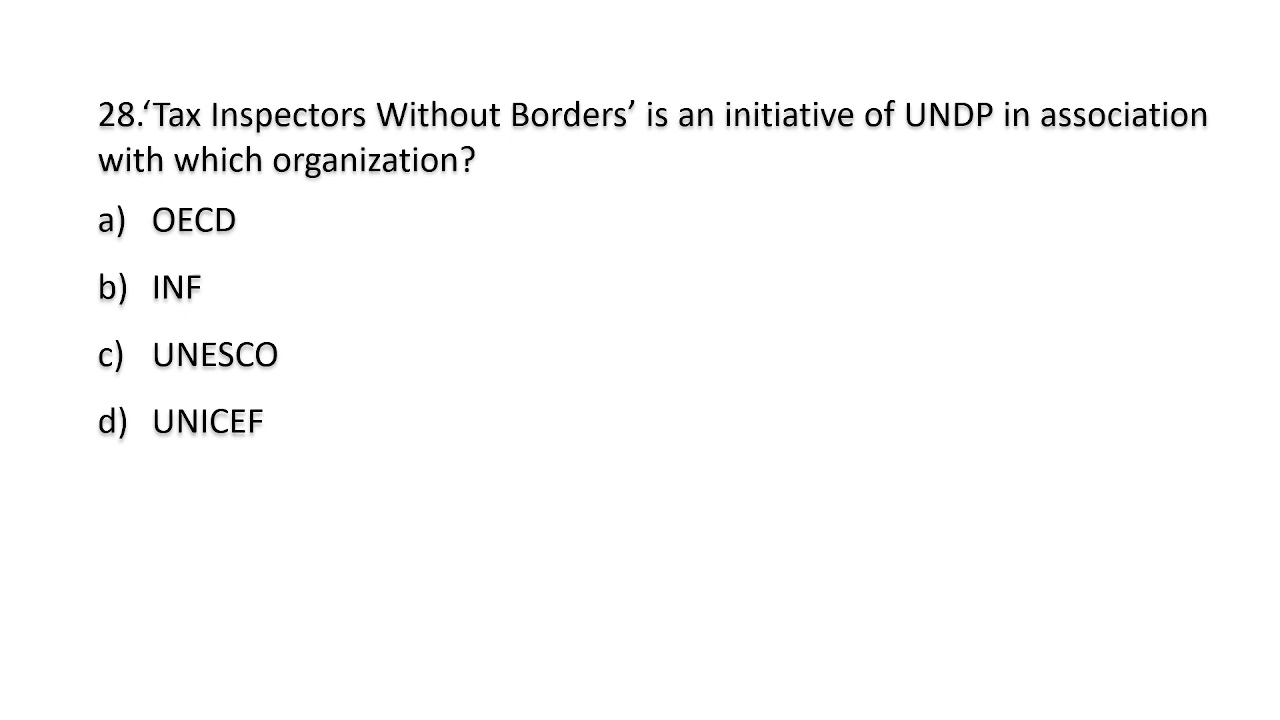 28.‘Tax Inspectors Without Borders’ is an initiative of UNDP in association
with which organization?
a) OECD
b) INF
c) UNESCO
d) UNICEF